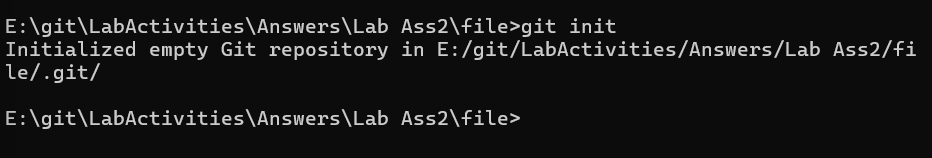 E:\git\LabActivities\Answers\Lab Ass2\file>git init
Initialized empty Git repository in E:/git/LabActivities/Answers/Lab Ass2/fi
le/.git/
E:\git\LabActivities\Answers\Lab Ass2\file>